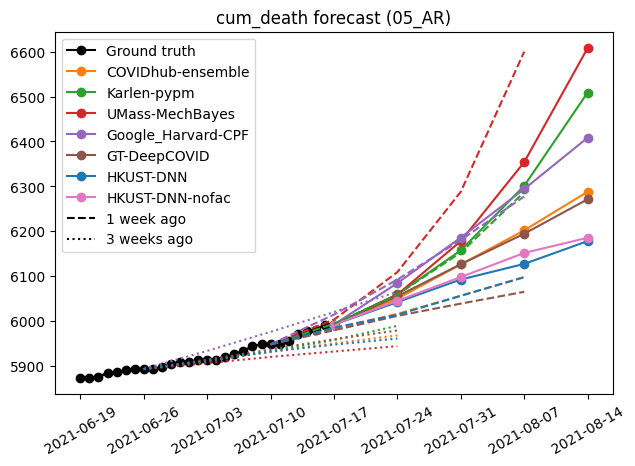 cum_death forecast (05_AR)
Ground truth
COVIDhub-ensemble
Karlen-pypm
UMass-MechBayes
Google_Harvard-CPF
GT-DeepCOVID
HKUST-DNN
HKUST-DNN-nofac
1 week ago
3 weeks ago
6600
6500
6400
6300
6200
6100
6000
5900
2021-06-19
2021-06-26
2021-07-03
2021-07-10
2021-07-17
2021-07-24
2021-07-31
2021-08-07
2021-08-14